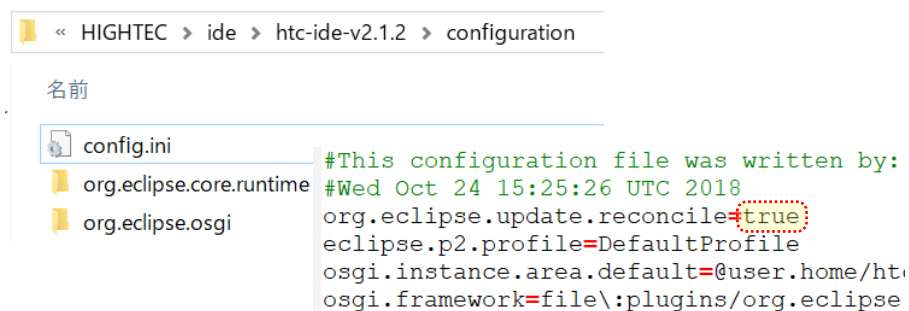 « HIGHTEC > ide > htc-ide-v2.1.2 > configuration
名前
config.ini
org.eclipse.core.runtime
org.eclipse.osgi
#This configuration file was written by:
#Wed Oct 24 15:25:26 UTC 2018
org.eclipse.update.reconcile=true
eclipse.p2.profile=DefaultProfile
osgi.instance.area.default=@user.home/htc
osgi.framework=file\:plugins/org.eclipse